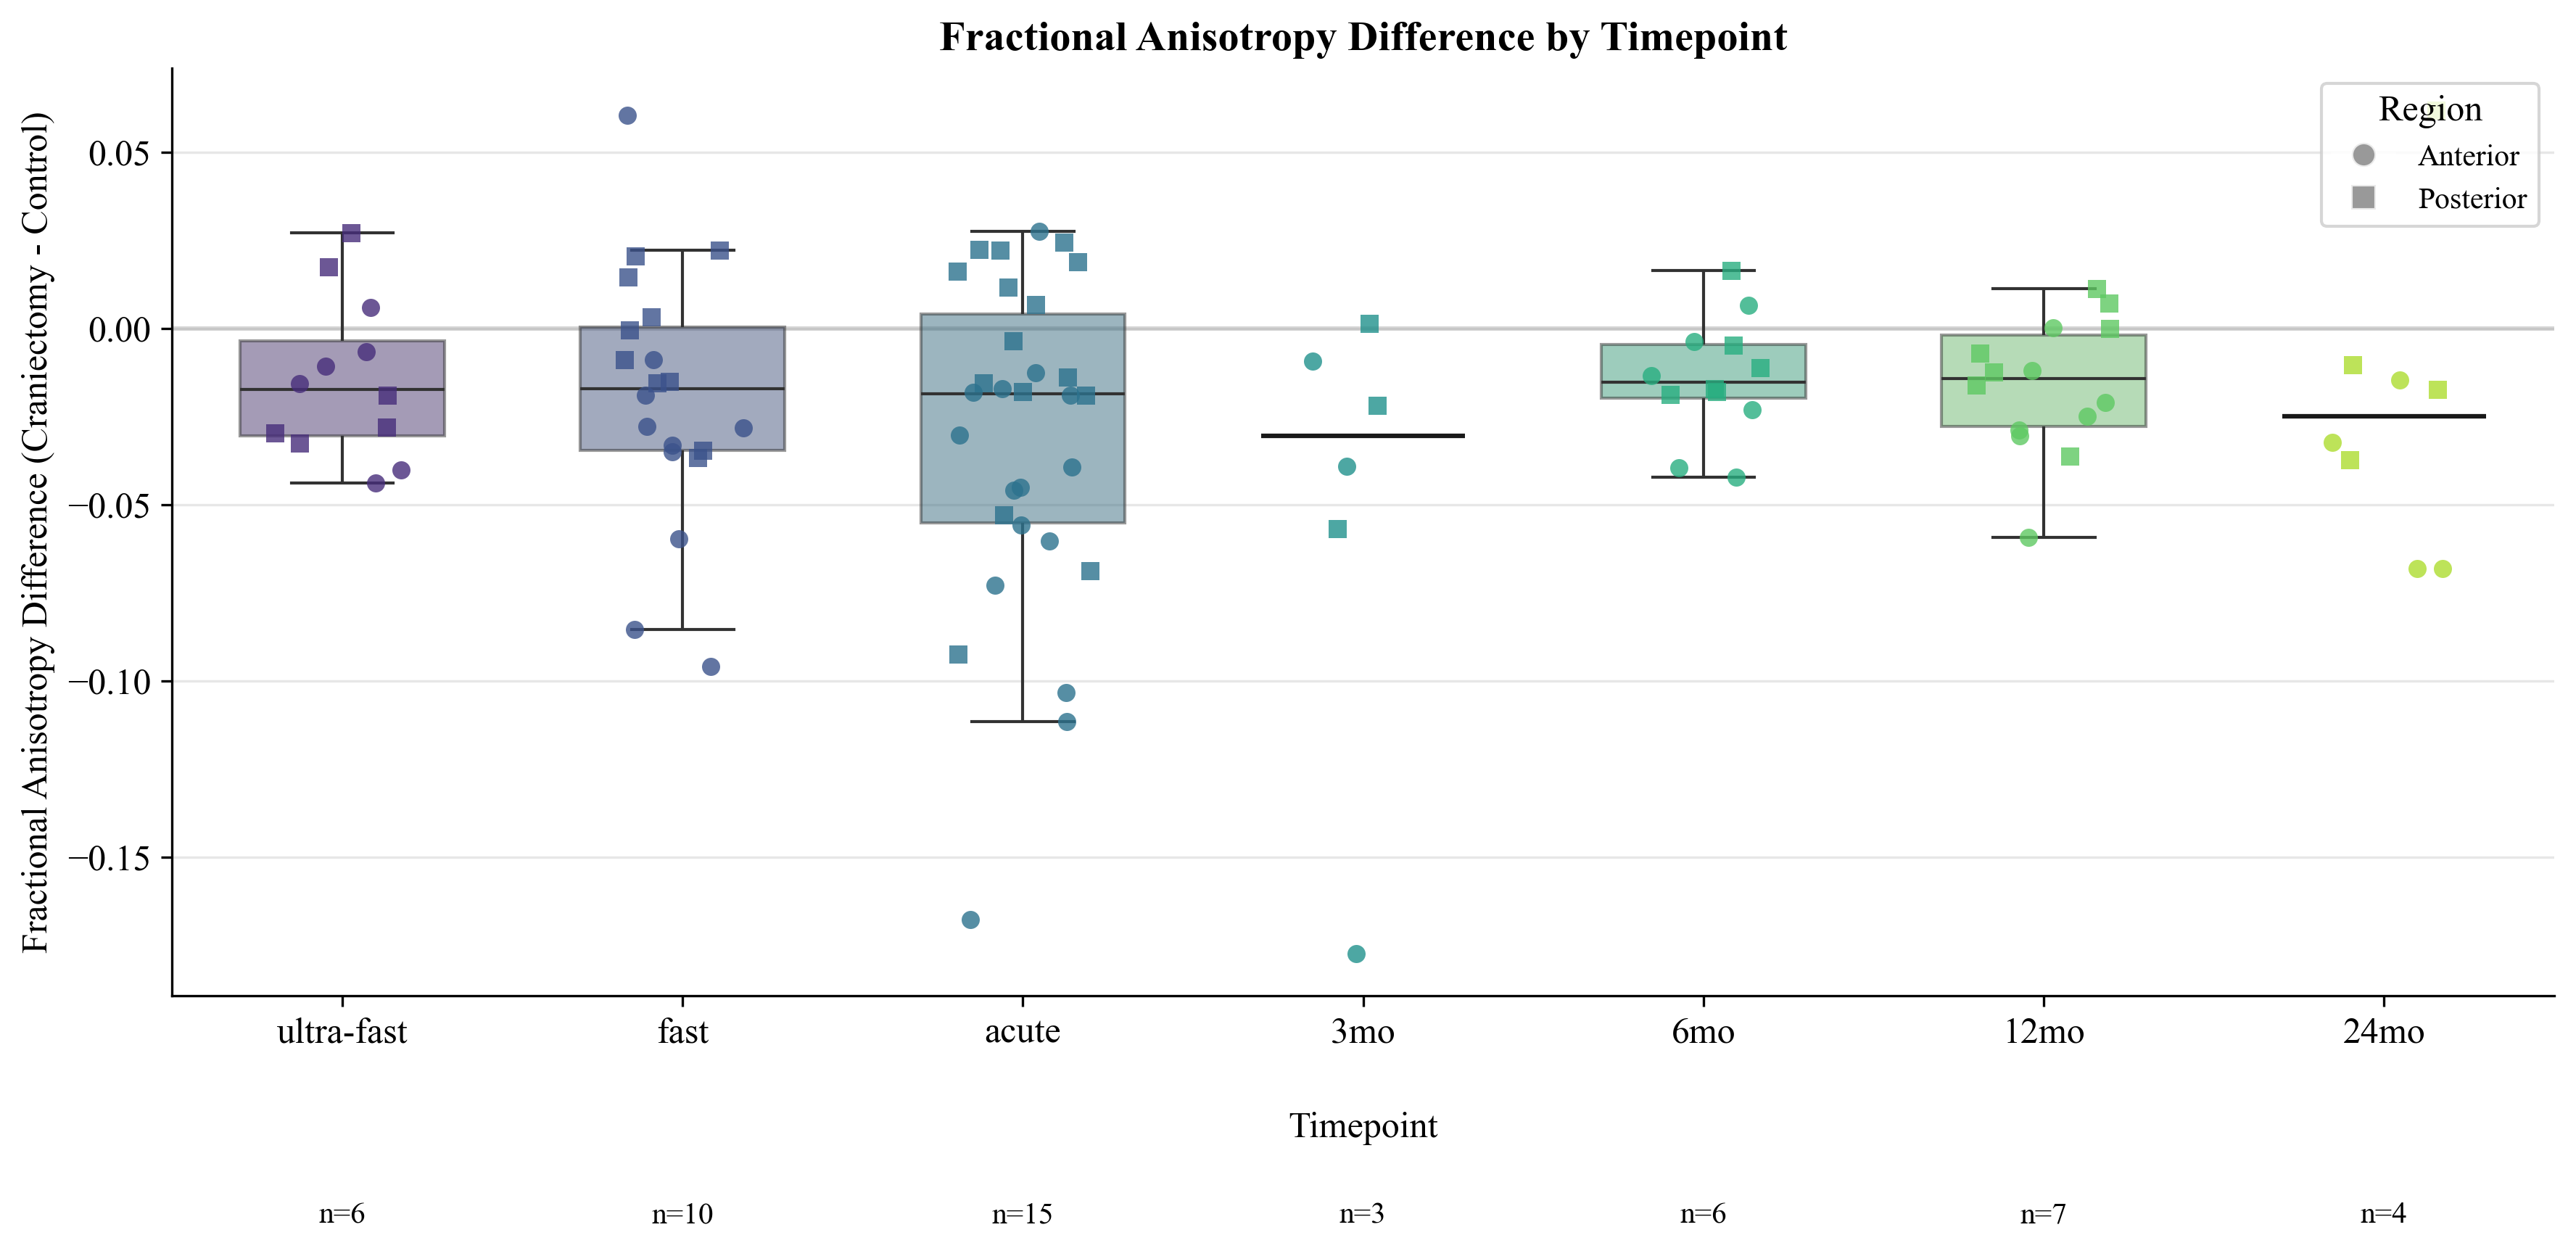 Fractional Anisotropy Difference by Timepoint
Fractional Anisotropy Difference (Craniectomy - Control)
0.05
0.00
−0.05
−0.10
−0.15
Region
Anterior
Posterior
ultra-fast
fast
acute
3mo
6mo
12mo
24mo
Timepoint
n=6
n=10
n=15
n=3
n=6
n=7
n=4